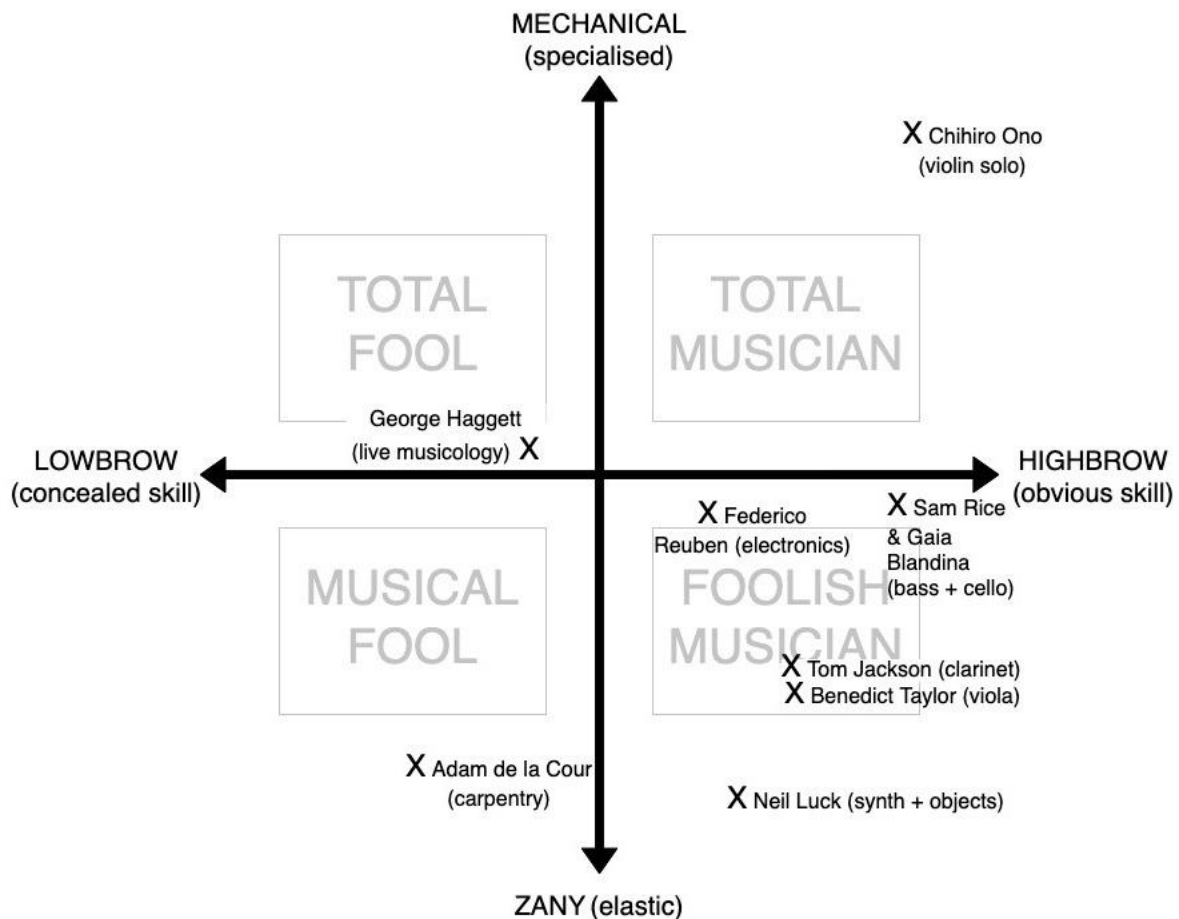 MECHANICAL
(specialised)
X Chihiro Ono
(violin solo)
TOTAL
FOOL
TOTAL
MUSICIAN
George Haggett
(live musicology) X
LOWBROW
(concealed skill)
HIGHBROW
(obvious skill)
X Federico
Reuben (electronics)
X Sam Rice
& Gaia
Blandina
(bass + cello)
MUSICAL
FOOL
FOOLISH
MUSICIAN
X Tom Jackson (clarinet)
X Benedict Taylor (viola)
X Adam de la Cour
(carpentry)
X Neil Luck (synth + objects)
ZANY (elastic)